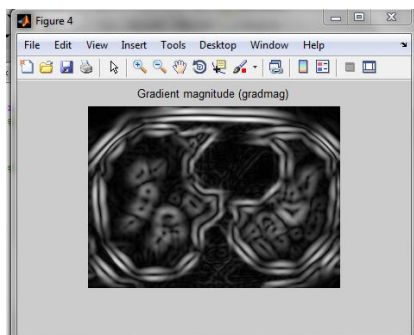 Figure 4
File Edit View Insert Tools Desktop Window Help
Gradient magnitude (gradmag)